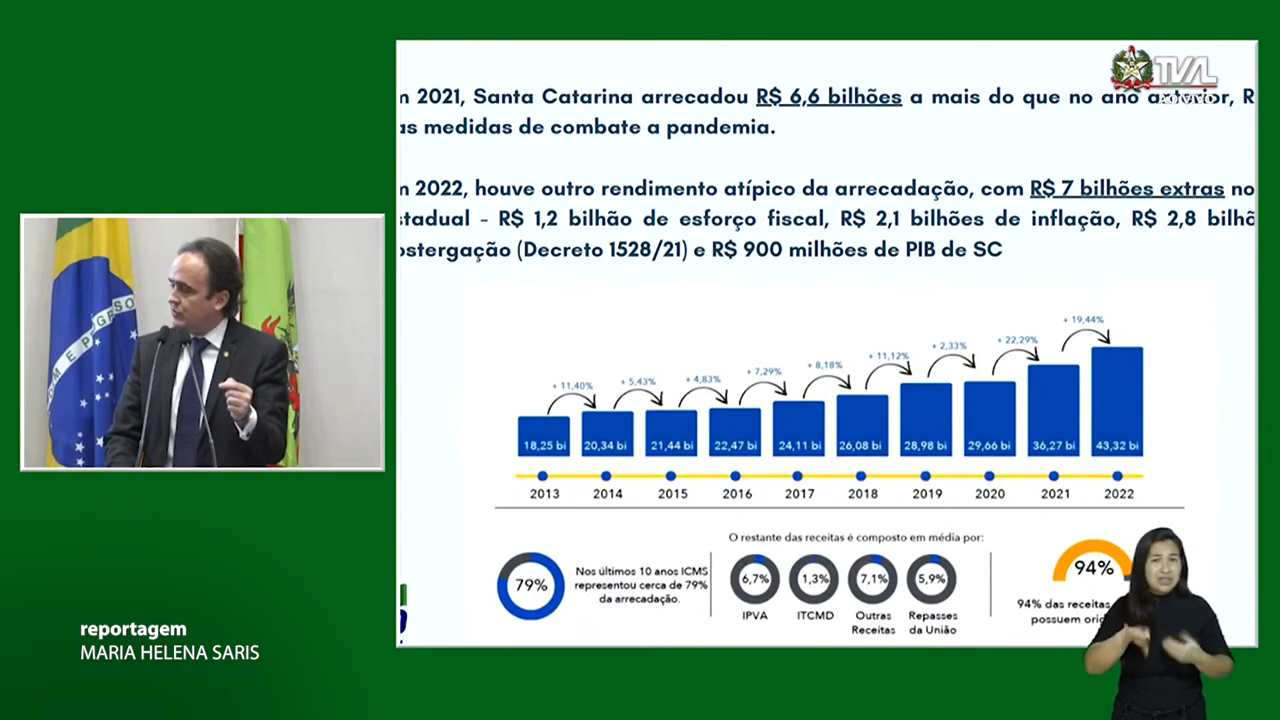 TVAL
AO VIVO
n 2021, Santa Catarina arrecadou R$ 6,6 bilhões a mais do que no ano anterior, R
as medidas de combate a pandemia.
n 2022, houve outro rendimento atípico da arrecadação, com R$ 7 bilhões extras no
stadual - R$ 1,2 bilhão de esforço fiscal, R$ 2,1 bilhões de inflação, R$ 2,8 bilhõ
ostergação (Decreto 1528/21) e R$ 900 milhões de PIB de SC
+ 11,40% + 5,43% + 4,83% + 7,29% + 8,18% + 11,12% + 2,33% + 22,29% + 19,44%
18,25 bi 20,34 bi 21,44 bi 22,47 bi 24,11 bi 26,08 bi 28,98 bi 29,66 bi 36,27 bi 43,32 bi
2013 2014 2015 2016 2017 2018 2019 2020 2021 2022
79%
Nos últimos 10 anos ICMS
representou cerca de 79%
da arrecadação.
O restante das receitas é composto em média por:
6,7% 1,3% 7,1% 5,9%
IPVA ITCMD Outras Repasses
Receitas da União
94%
94% das receitas
possuem orig
M E PROGRESSO
reportagem
MARIA HELENA SARIS